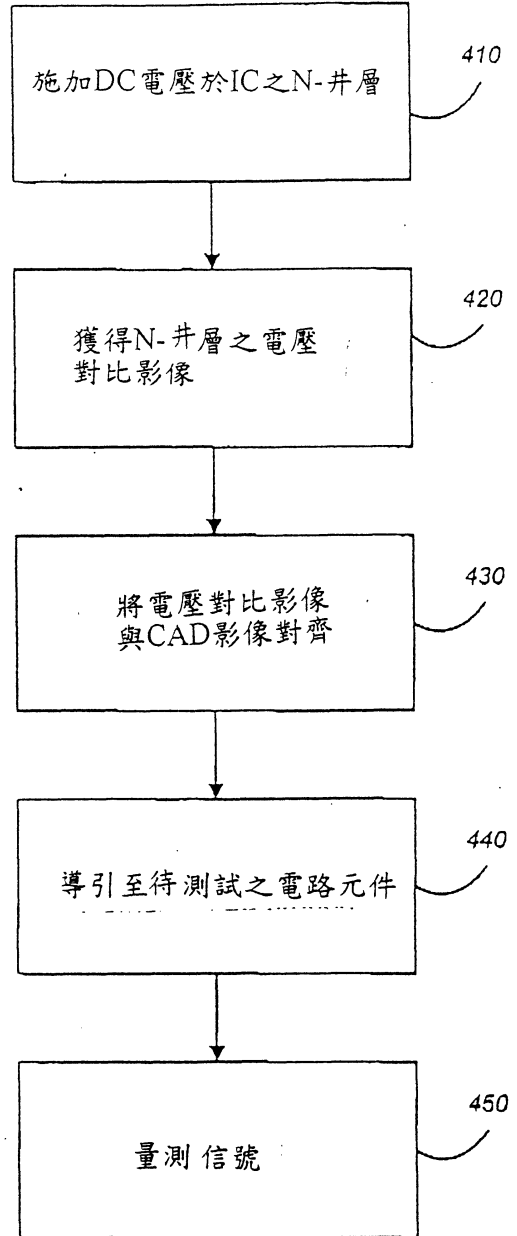 施加DC電壓於IC之N-井層
410
獲得N-井層之電壓
對比影像
420
將電壓對比影像
與CAD影像對齊
430
導引至待測試之電路元件
440
量測信號
450